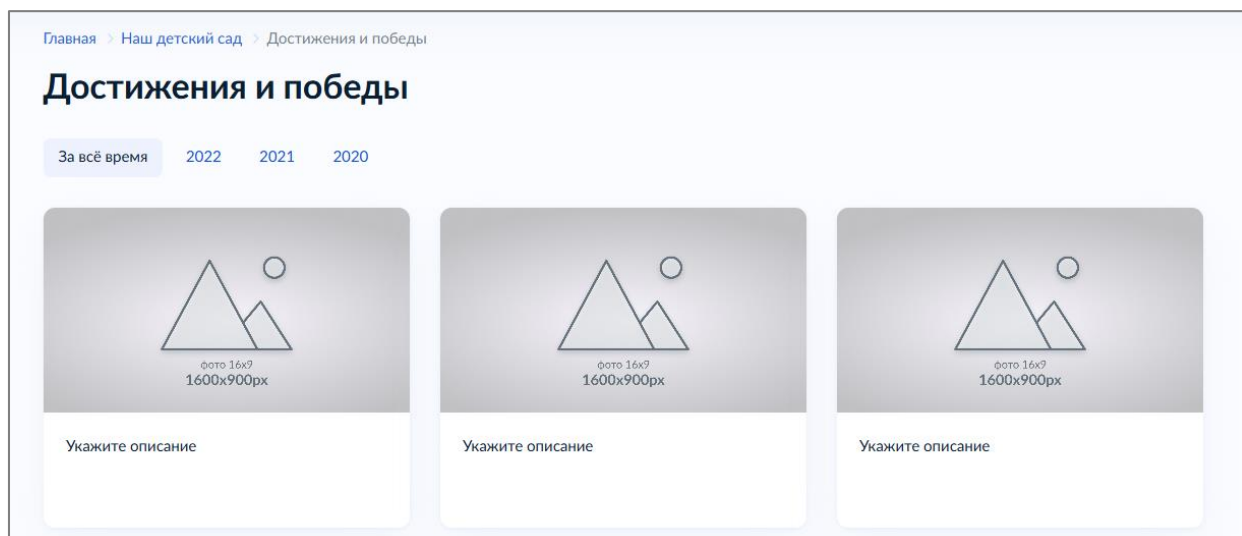 Главная > Наш детский сад > Достижения и победы
Достижения и победы
За всё время 2022 2021 2020
фото 16x9 фото 16x9 фото 16x9
1600x900px 1600x900px 1600x900px
Укажите описание Укажите описание Укажите описание